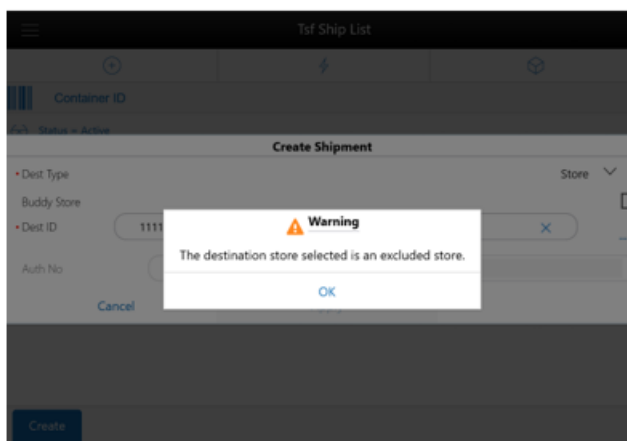 Tsf Ship List
Container ID
Status = Active
Create Shipment
• Dest Type
Store
Buddy Store
• Dest ID
1111
Warning
The destination store selected is an excluded store.
OK
Auth No
Cancel
Create